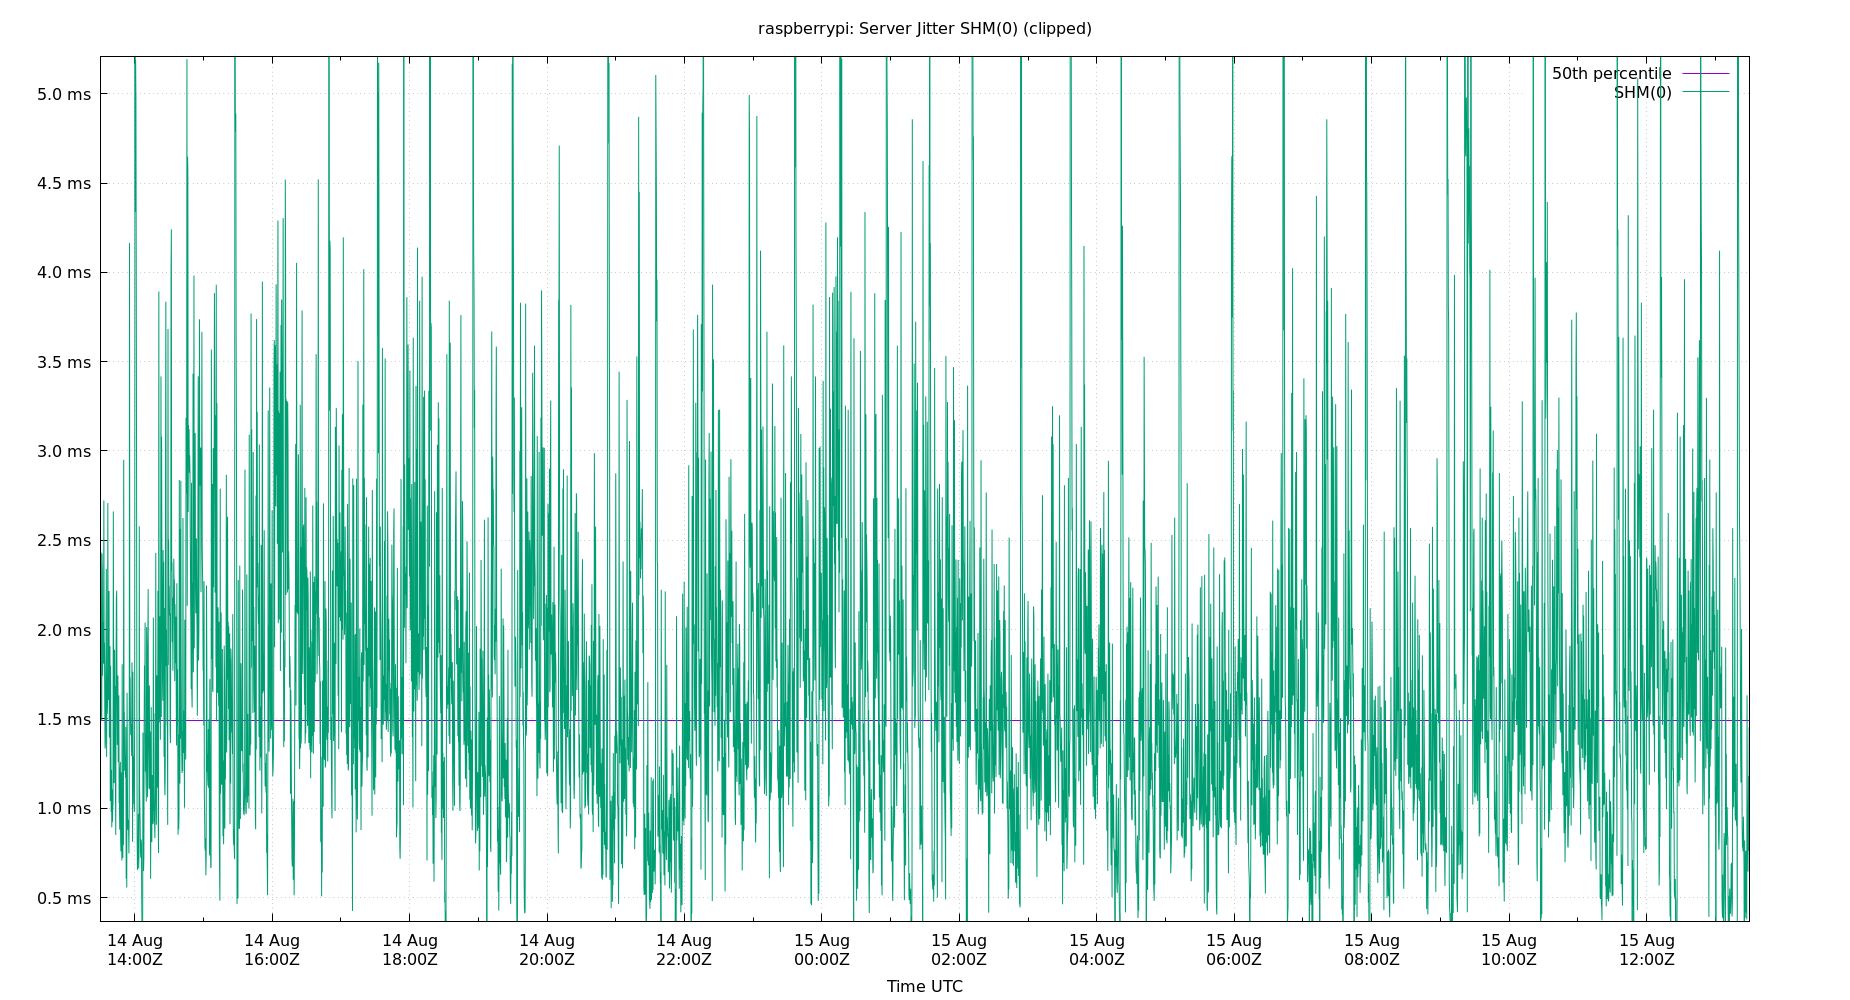 raspberrypi: Server Jitter SHM(0) (clipped)
50th percentile
SHM(0)
5.0 ms
4.5 ms
4.0 ms
3.5 ms
3.0 ms
2.5 ms
2.0 ms
1.5 ms
1.0 ms
0.5 ms
14 Aug 14 Aug 14 Aug 14 Aug 14 Aug 15 Aug 15 Aug 15 Aug 15 Aug 15 Aug 15 Aug 15 Aug
14:00Z 16:00Z 18:00Z 20:00Z 22:00Z 00:00Z 02:00Z 04:00Z 06:00Z 08:00Z 10:00Z 12:00Z
Time UTC